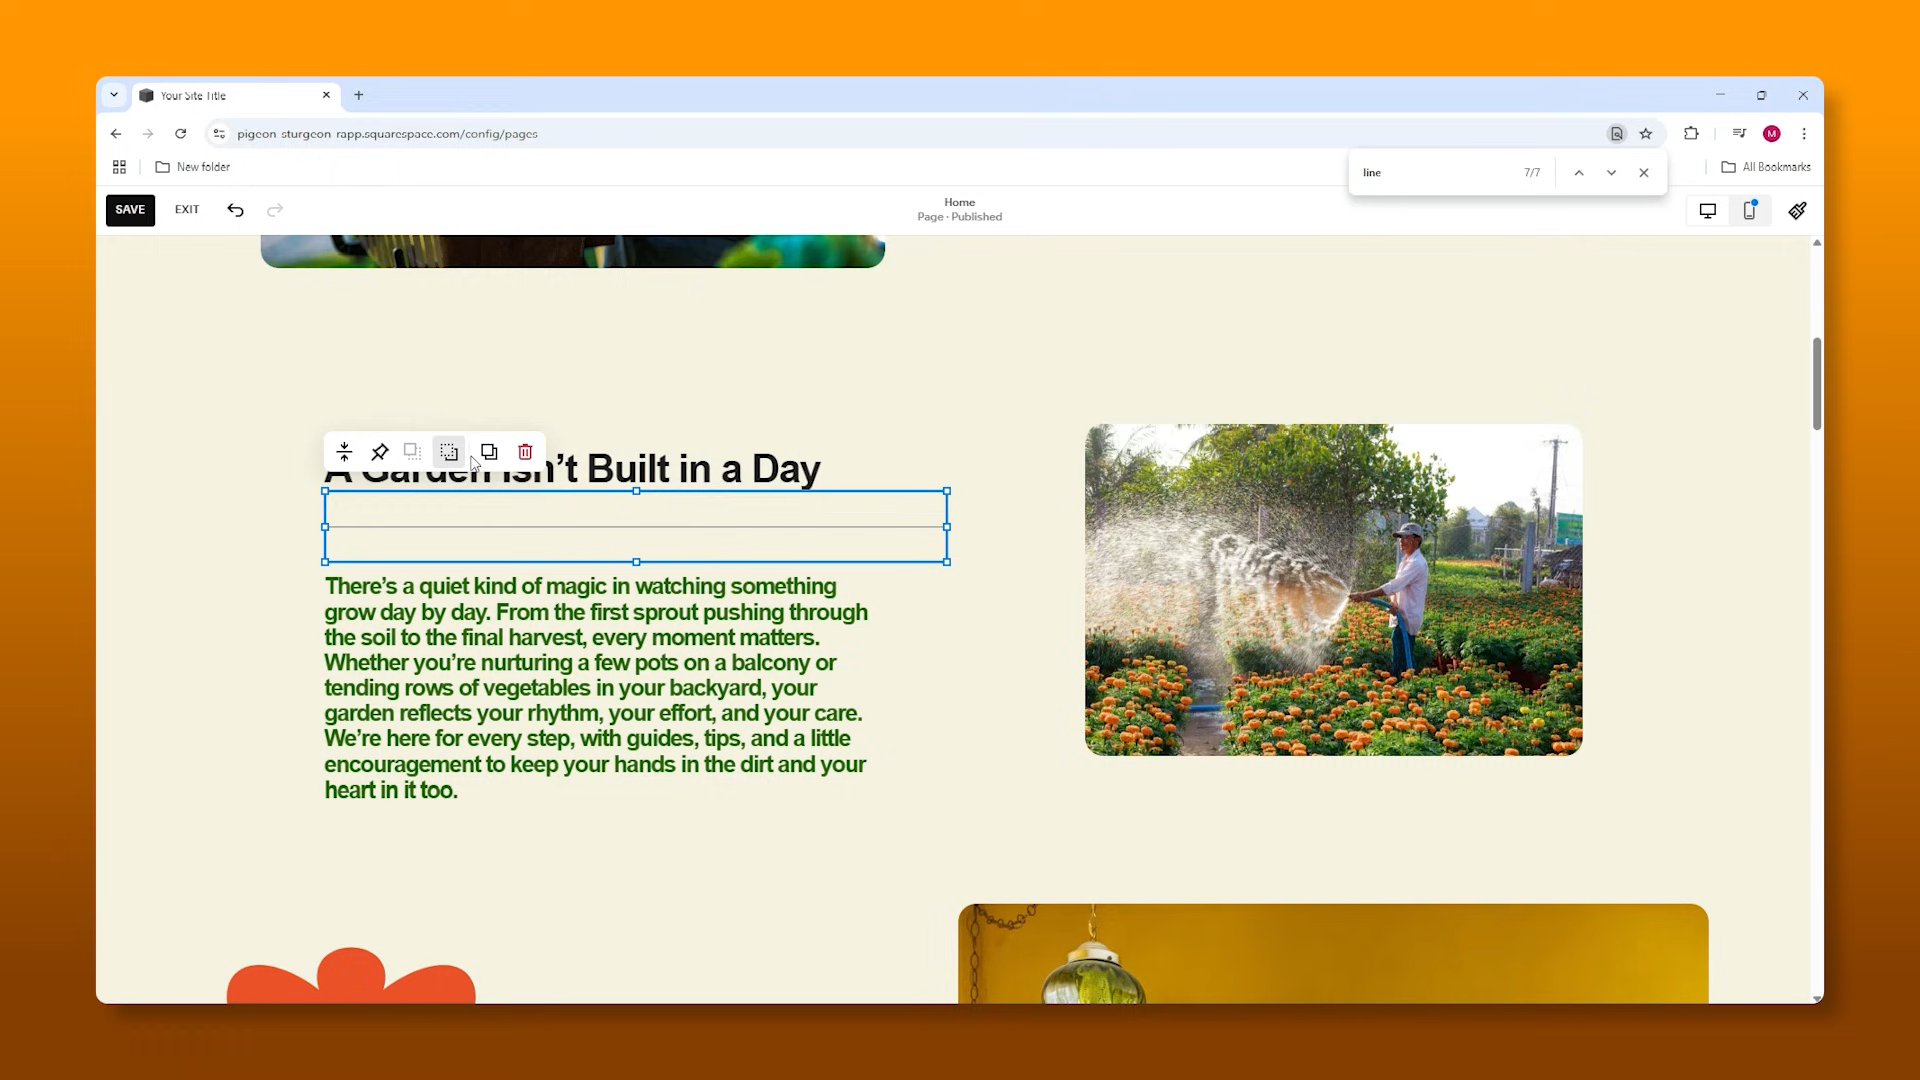 Your Site Title
pigeon-sturgeon-rapp.squarespace.com/config/pages
New folder
All Bookmarks
line
7/7
SAVE
EXIT
Home
Page · Published
M
A Garden Isn’t Built in a Day
There’s a quiet kind of magic in watching something
grow day by day. From the first sprout pushing through
the soil to the final harvest, every moment matters.
Whether you’re nurturing a few pots on a balcony or
tending rows of vegetables in your backyard, your
garden reflects your rhythm, your effort, and your care.
We’re here for every step, with guides, tips, and a little
encouragement to keep your hands in the dirt and your
heart in it too.